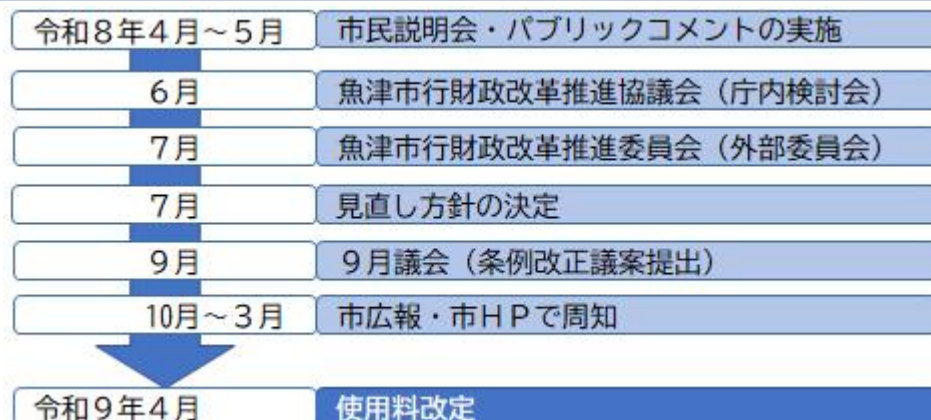 令和８年４月～５月 市民説明会・パブリックコメントの実施
６月 魚津市行財政改革推進協議会（庁内検討会）
７月 魚津市行財政改革推進委員会（外部委員会）
７月 見直し方針の決定
９月 ９月議会（条例改正議案提出）
10月～３月 市広報・市ＨＰで周知
令和９年４月 使用料改定